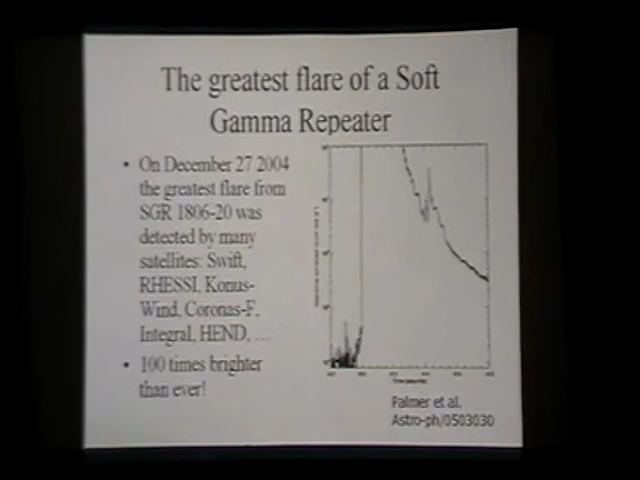 The greatest flare of a Soft
Gamma Repeater
• On December 27 2004
the greatest flare from
SGR 1806-20 was
detected by many
satellites: Swift,
RHESSI, Konus-
Wind, Coronas-F,
Integral, HEND, ...
• 100 times brighter
than ever!
Palmer et al.
Astro-ph/0503030